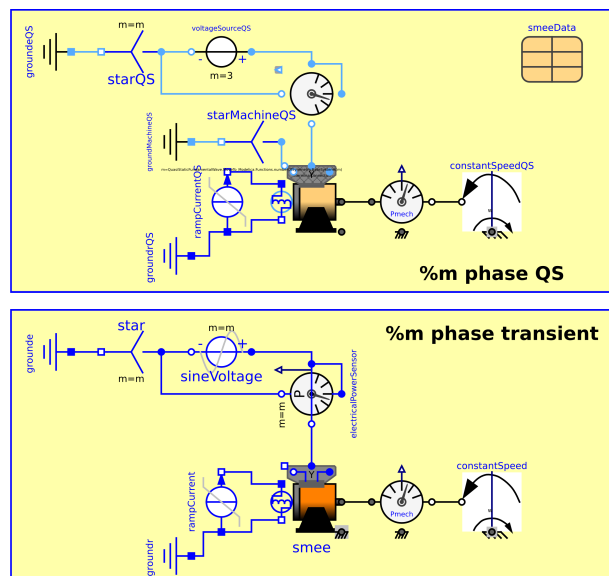 m=m
voltageSourceQS
smeeData
groundeQS
-
+
starQS
m=3
starMachineQS
groundMachineQS
Y
constantSpeedQS
rampCurrentQS
Pmech
groundrQS
%m phase QS
star
m=m
%m phase transient
grounde
-
+
m=m
sineVoltage
P
m=m
electricalPowerSensor
Y
constantSpeed
rampCurrent
Pmech
smee
groundr